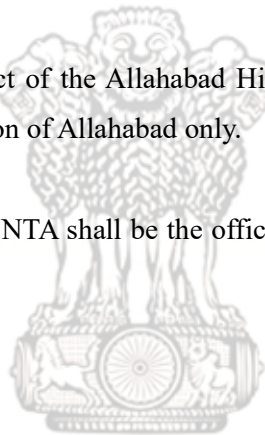 ct of the Allahabad Hi
on of Allahabad only.
NTA shall be the offic